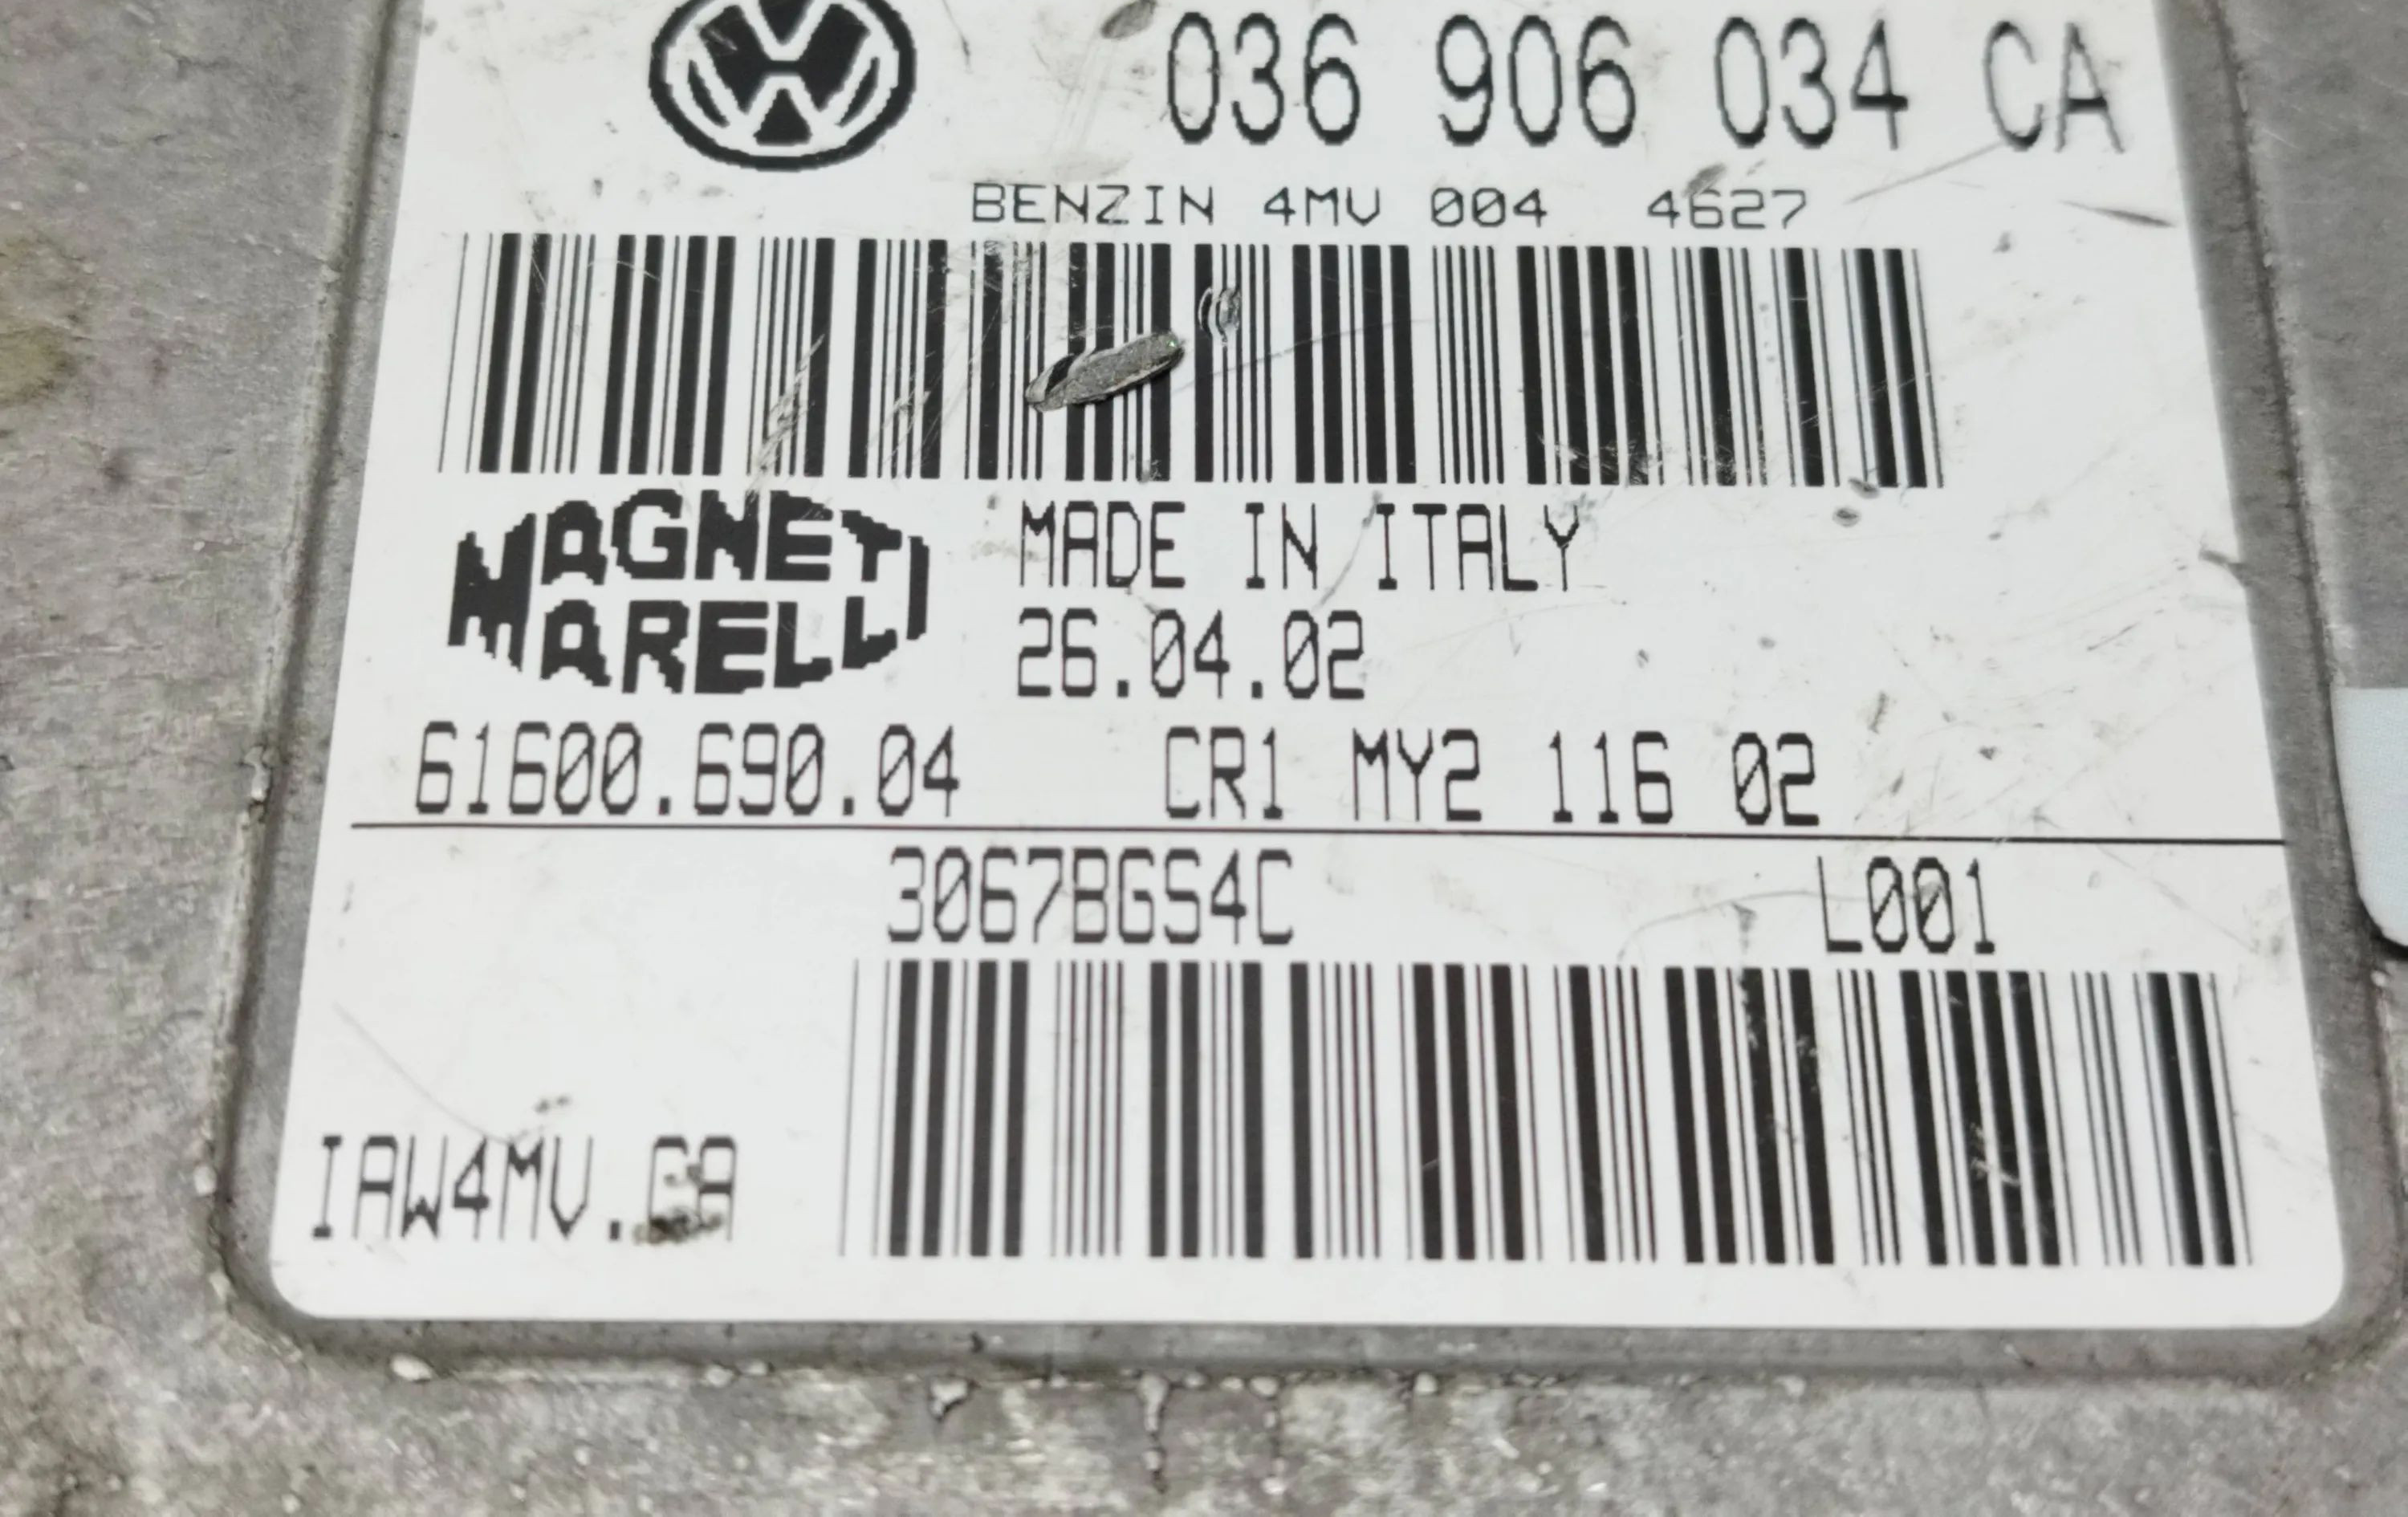 036 906 034 CA
BENZIN 4MV 004 4627
MAGNETI MARELLI
MADE IN ITALY
26.04.02
61600.690.04 CR1 MY2 116 02
3067BGS4C L001
IAW4MV.CA